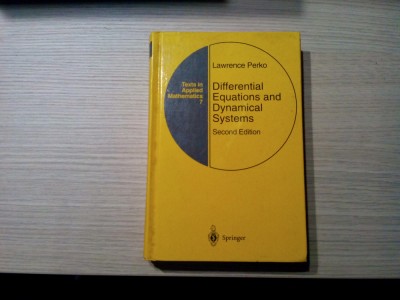 Lawrence Perko
Texts in
Applied
Mathematics
7
Differential
Equations and
Dynamical
Systems
Second Edition
Springer